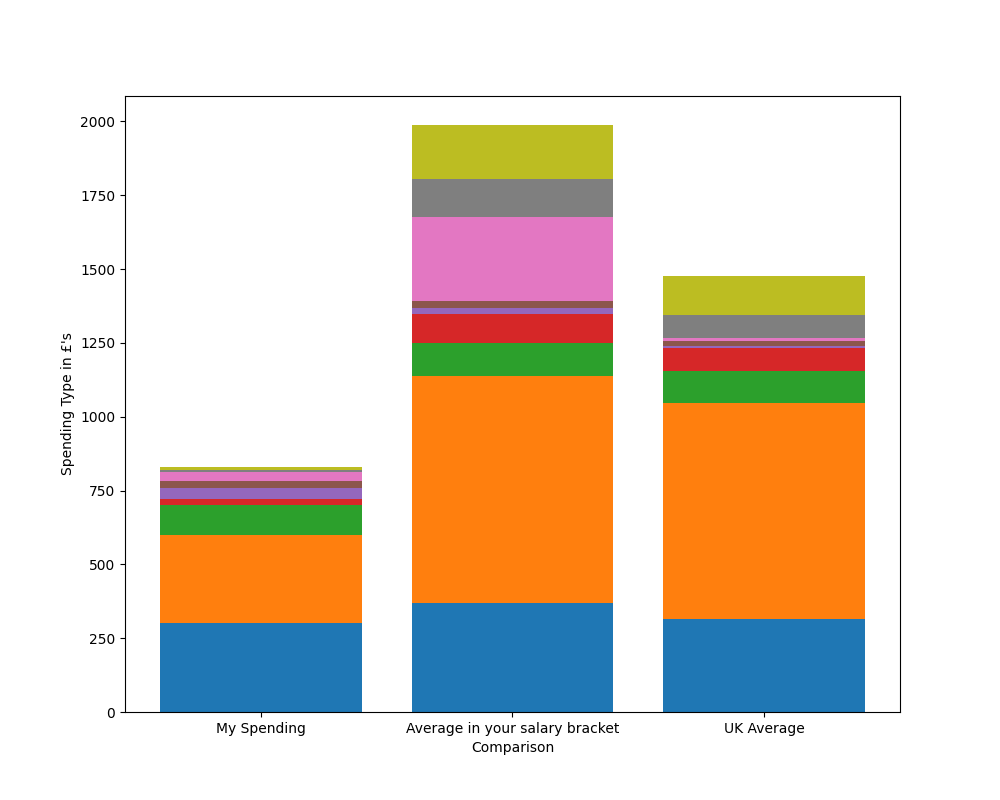 2000
1750
1500
1250
1000
750
500
250
0
Spending Type in £'s
My Spending
Average in your salary bracket
UK Average
Comparison